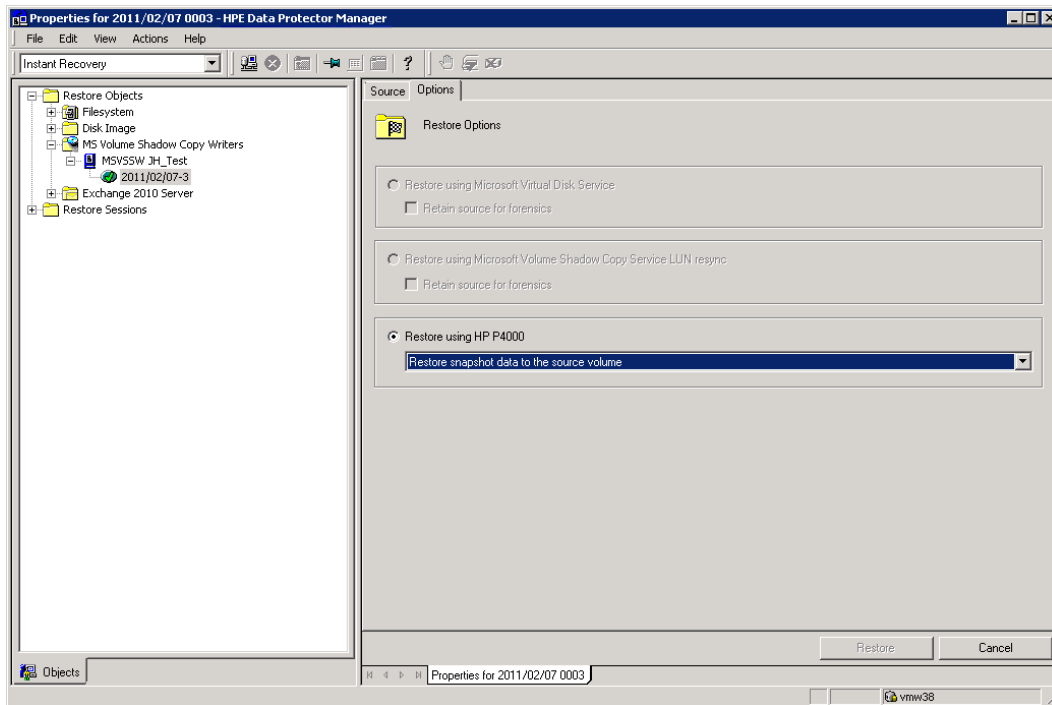 Properties for 2011/02/07 0003 - HPE Data Protector Manager
File Edit View Actions Help
Instant Recovery
Restore Objects
Filesystem
Disk Image
MS Volume Shadow Copy Writers
MSVSSW JH_Test
2011/02/07-3
Exchange 2010 Server
Restore Sessions
Objects
Source Options
Restore Options
Restore using Microsoft Virtual Disk Service
Retain source for forensics
Restore using Microsoft Volume Shadow Copy Service LUN resync
Retain source for forensics
Restore using HP P4000
Restore snapshot data to the source volume
Restore Cancel
Properties for 2011/02/07 0003
vmw38